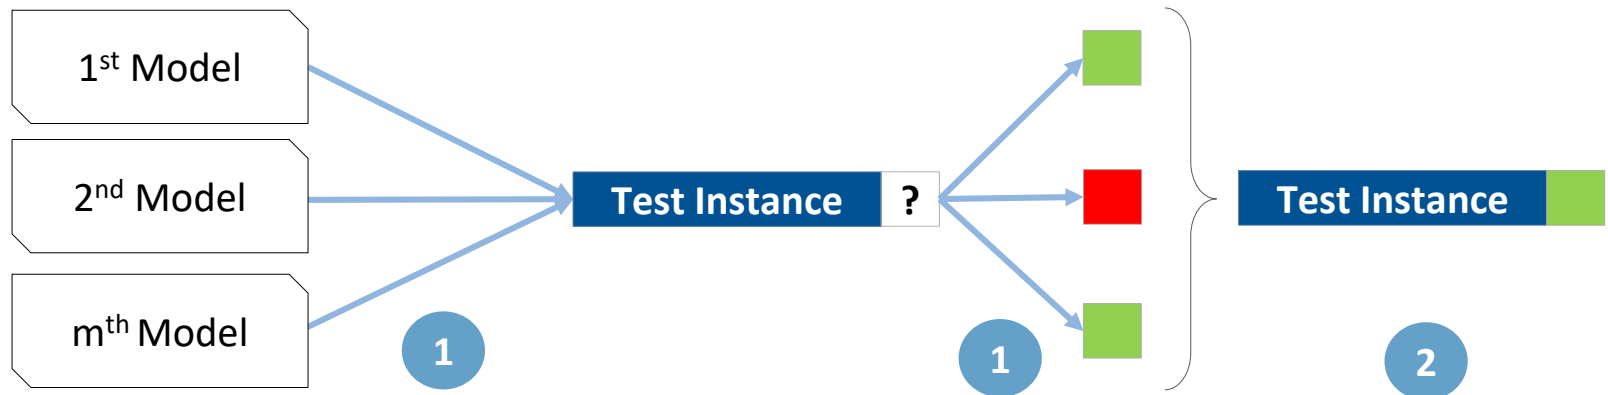 1st Model
2nd Model
mth Model
1
Test Instance ?
1
Test Instance
2